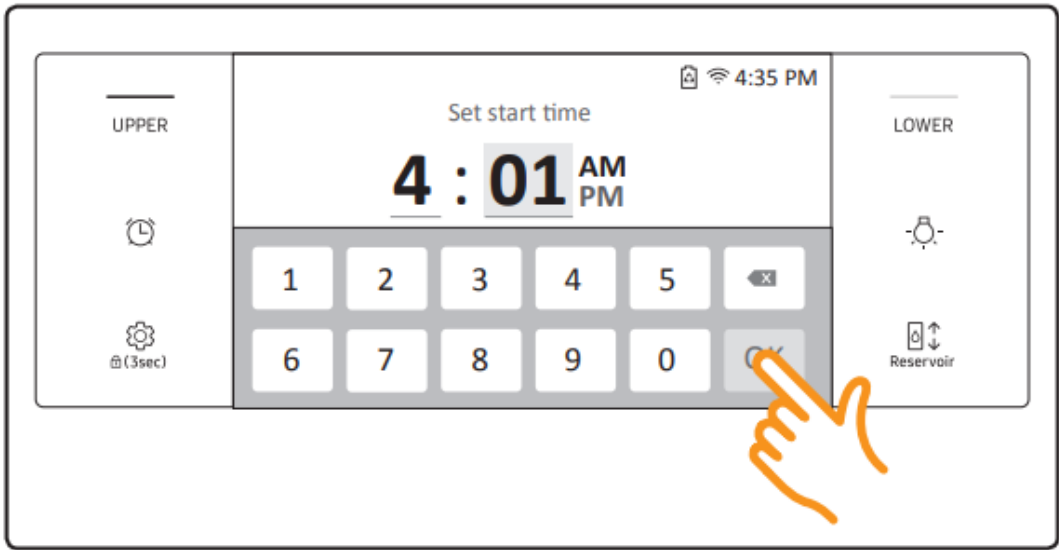 4:35 PM
UPPER
Set start time
LOWER
4 : 01 AM
PM
1 2 3 4 5
6 7 8 9 0 OK
(3sec)
Reservoir